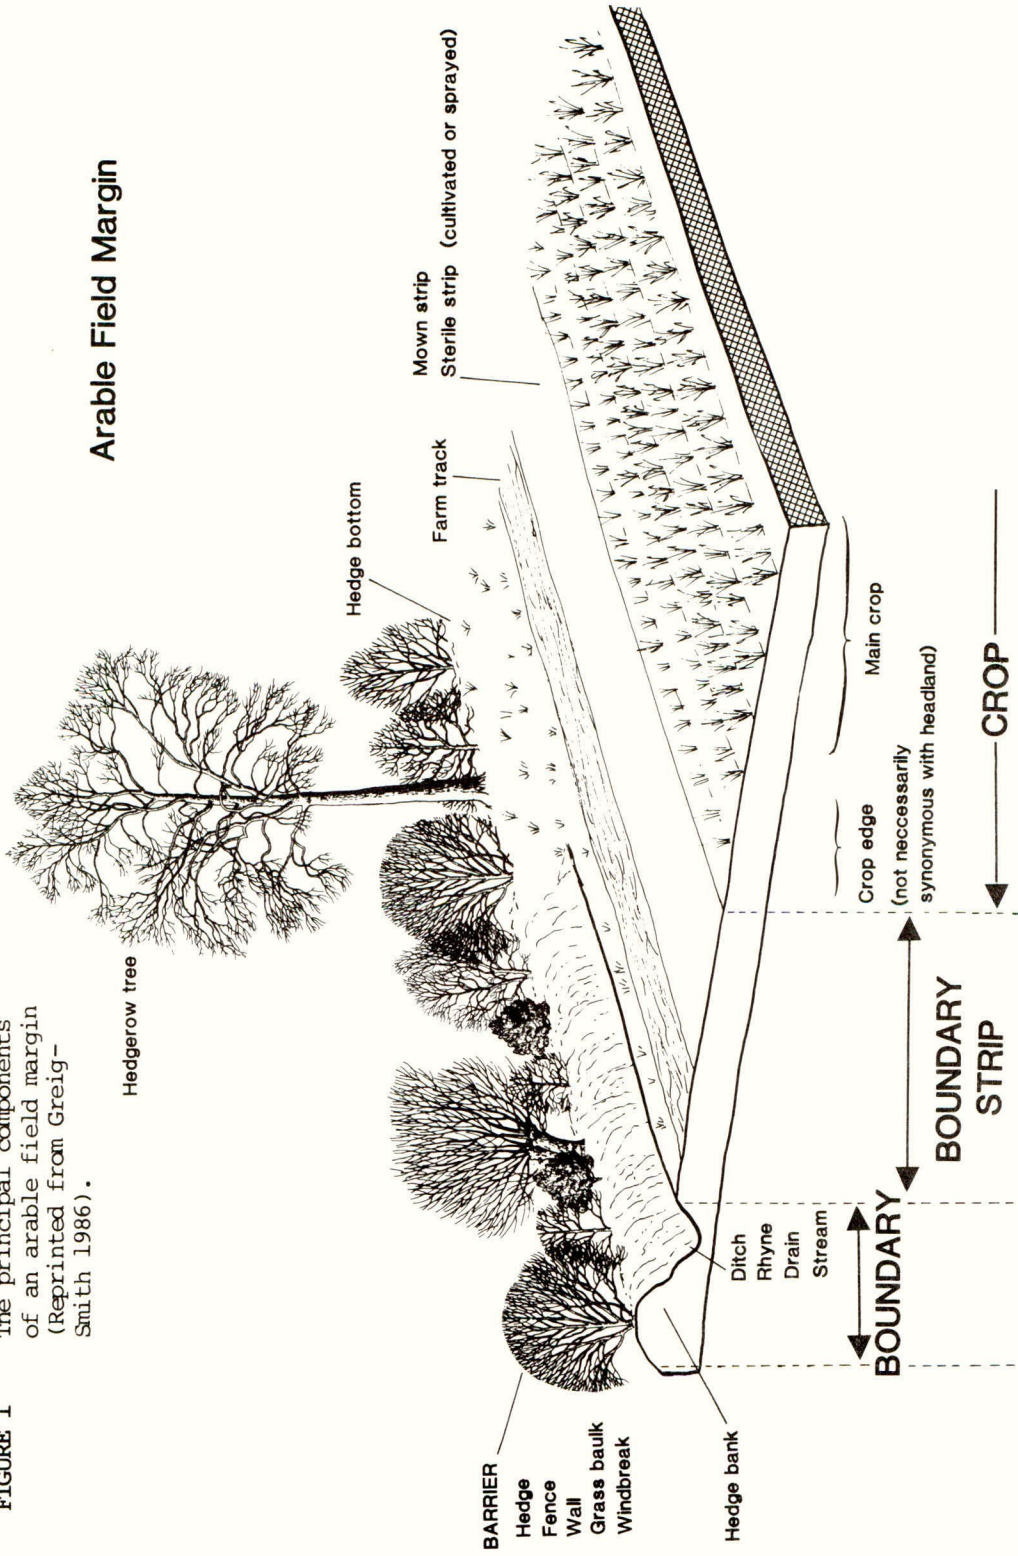 FIGURE 1
The principal components
of an arable field margin
(Reprinted from Greig-
Smith 1986).
Arable Field Margin
Hedgerow tree
Hedge bottom
Farm track
Mown strip
Sterile strip (cultivated or sprayed)
BARRIER
Hedge
Fence
Wall
Grass baulk
Windbreak
Hedge bank
Ditch
Rhyne
Drain
Stream
Crop edge
(not neccessarily
synonymous with headland)
Main crop
BOUNDARY
BOUNDARY
STRIP
CROP